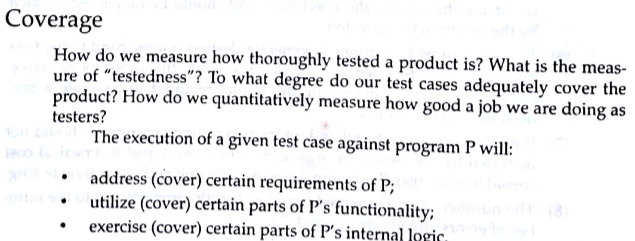 Coverage
How do we measure how thoroughly tested a product is? What is the meas-
ure of “testedness”? To what degree do our test cases adequately cover the
product? How do we quantitatively measure how good a job we are doing as
testers?
The execution of a given test case against program P will:
• address (cover) certain requirements of P;
• utilize (cover) certain parts of P’s functionality;
• exercise (cover) certain parts of P’s internal logic.